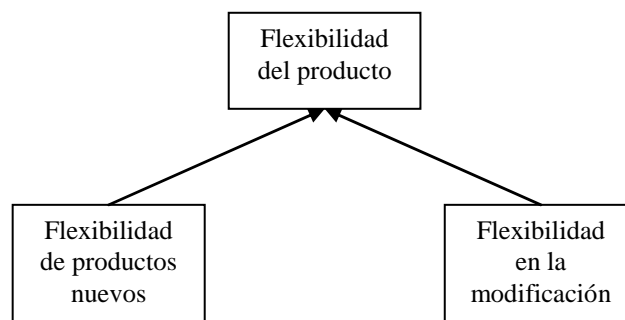 Flexibilidad
del producto
Flexibilidad
de productos
nuevos
Flexibilidad
en la
modificación